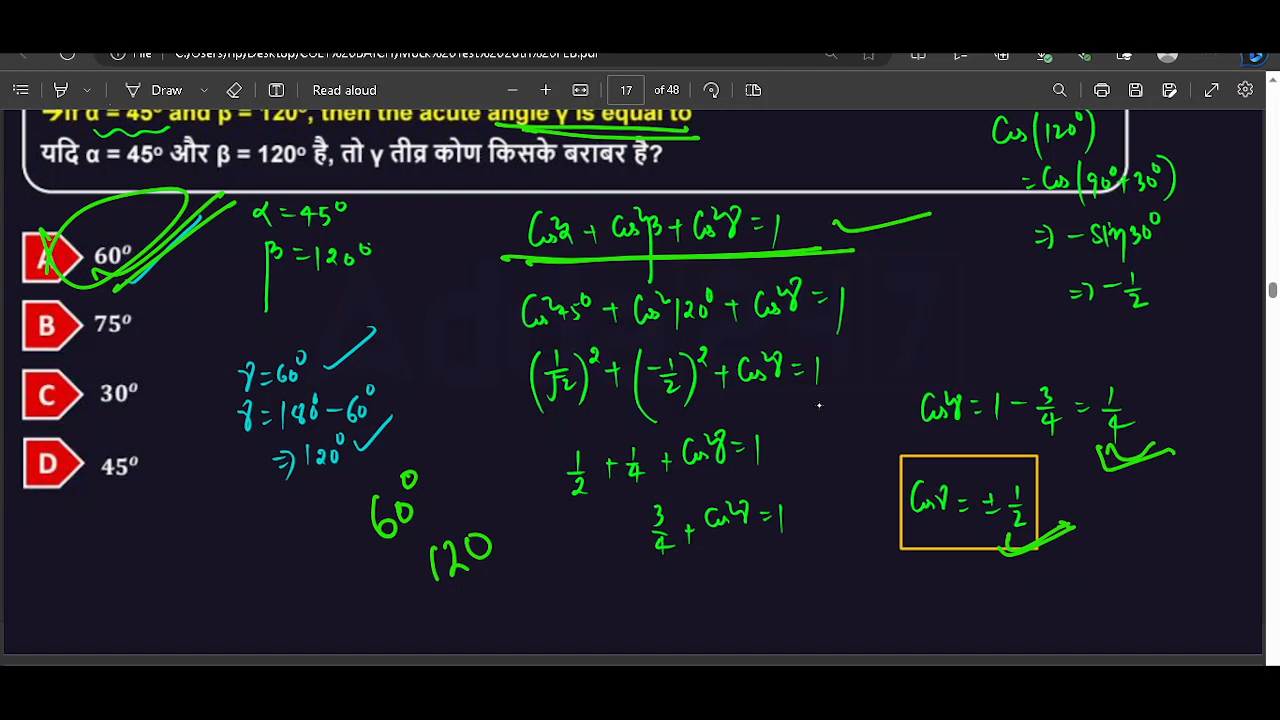 Draw
Read aloud
17 of 48
→If α = 45° and β = 120°, then the acute angle γ is equal to
यदि α = 45° और β = 120° है, तो γ तीव्र कोण किसके बराबर है?
A 60°
B 75°
C 30°
D 45°
α = 45°
β = 120°
γ = 60°
γ = 180° - 60°
⇒ 120°
60°
120
Cos²α + Cos²β + Cos²γ = 1
Cos²45° + Cos²120° + Cos²γ = 1
(1/√2)² + (-1/2)² + Cos²γ = 1
1/2 + 1/4 + Cos²γ = 1
3/4 + Cos²γ = 1
Cos(120°)
= Cos(90°+30°)
⇒ - sin30°
⇒ - 1/2
Cos²γ = 1 - 3/4 = 1/4
Cosγ = ± 1/2